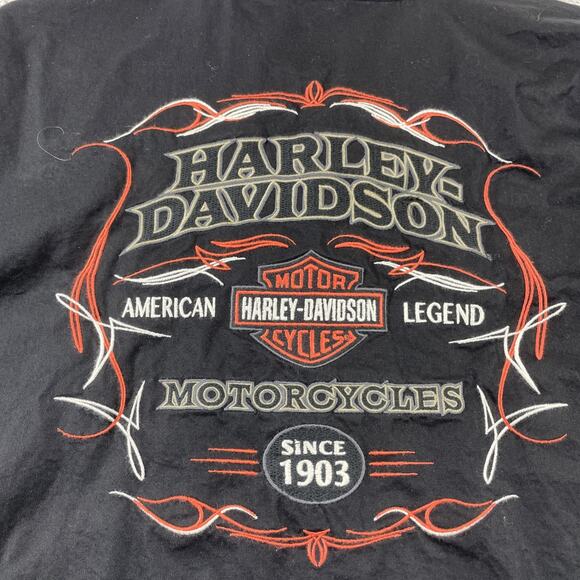 HARLEY-
DAVIDSON
MOTOR
AMERICAN HARLEY-DAVIDSON LEGEND
CYCLES
MOTORCYCLES
SINCE
1903